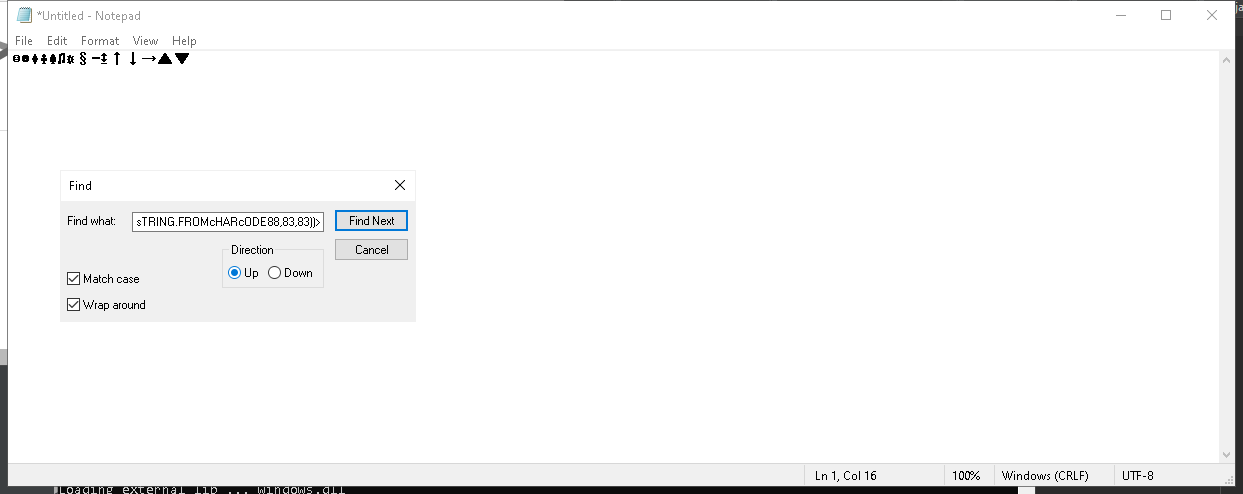 *Untitled - Notepad
File Edit Format View Help
☺☻♦♣♠♫☼ § ‒↨↑ ↓ →▲▼
Find
Find what: sTRING.FROMcHARcODE88,83,83))> Find Next
Direction
Cancel
Up Down
Match case
Wrap around
Ln 1, Col 16 100% Windows (CRLF) UTF-8
Loading external lib ... windows.dll